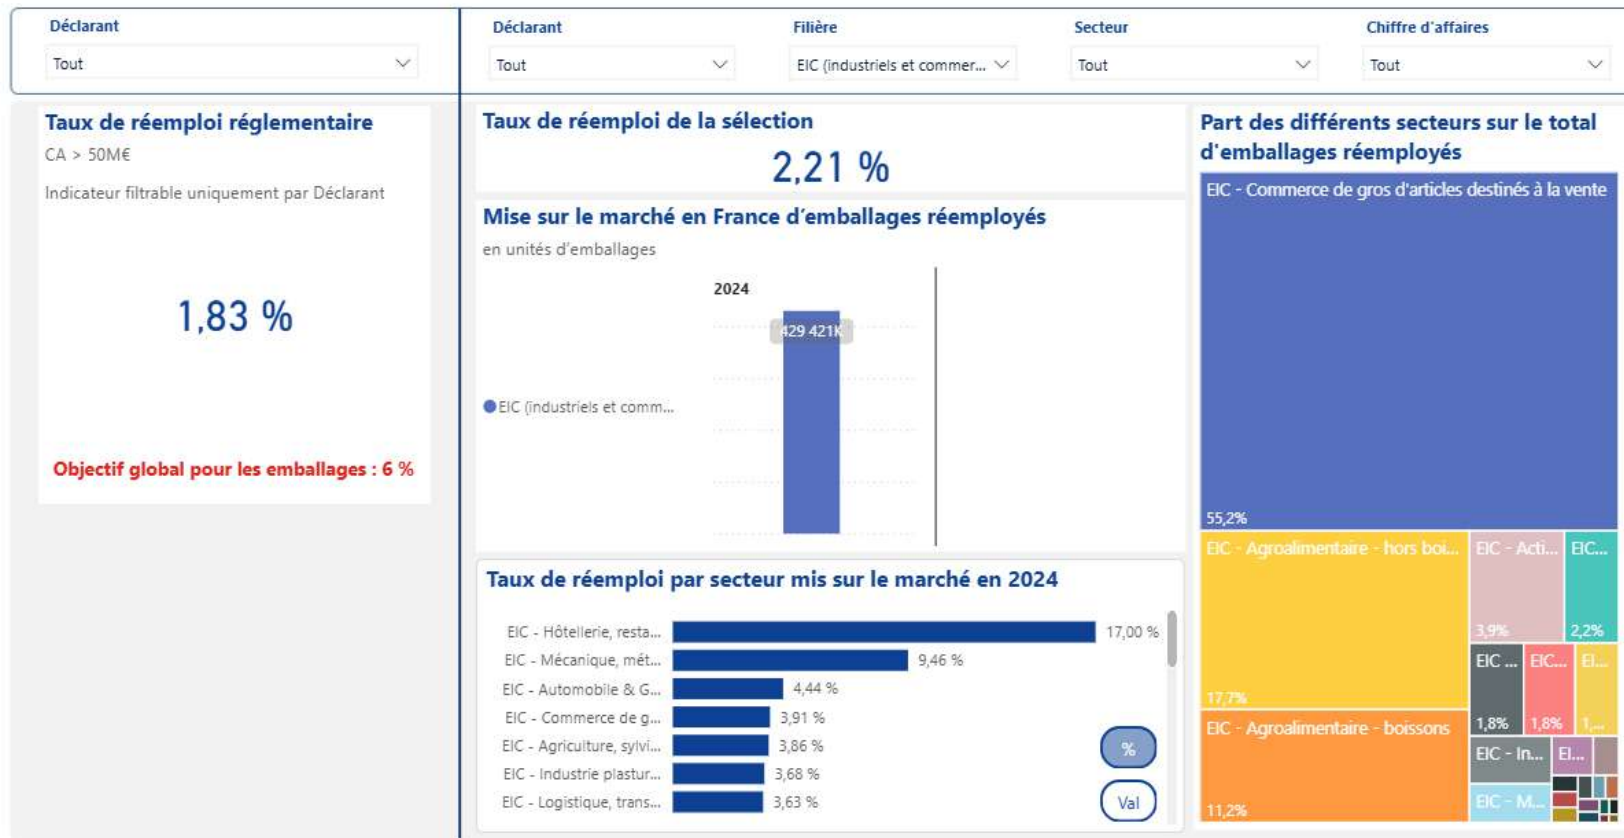 Déclarant
Tout
Déclarant
Tout
Filière
EIC (industriels et commer...
Secteur
Tout
Chiffre d'affaires
Tout
Taux de réemploi réglementaire
CA > 50M€
Indicateur filtrable uniquement par Déclarant
1,83 %
Objectif global pour les emballages : 6 %
Taux de réemploi de la sélection
2,21 %
Mise sur le marché en France d’emballages réemployés
en unités d’emballages
2024
429 421K
EIC (industriels et comm...
Taux de réemploi par secteur mis sur le marché en 2024
EIC - Hôtellerie, resta...
17,00 %
EIC - Mécanique, mét...
9,46 %
EIC - Automobile & G...
4,44 %
EIC - Commerce de g...
3,91 %
EIC - Agriculture, sylvi...
3,86 %
EIC - Industrie plastur...
3,68 %
EIC - Logistique, trans...
3,63 %
%
Val
Part des différents secteurs sur le total
d'emballages réemployés
EIC - Commerce de gros d'articles destinés à la vente
55,2%
EIC - Agroalimentaire - hors boi...
17,7%
EIC - Agroalimentaire - boissons
11,2%
EIC - Acti...
3,9%
EIC...
2,2%
EIC ...
1,8%
EIC...
1,8%
EI...
1,...
EIC - In...
EI...
EIC - M...